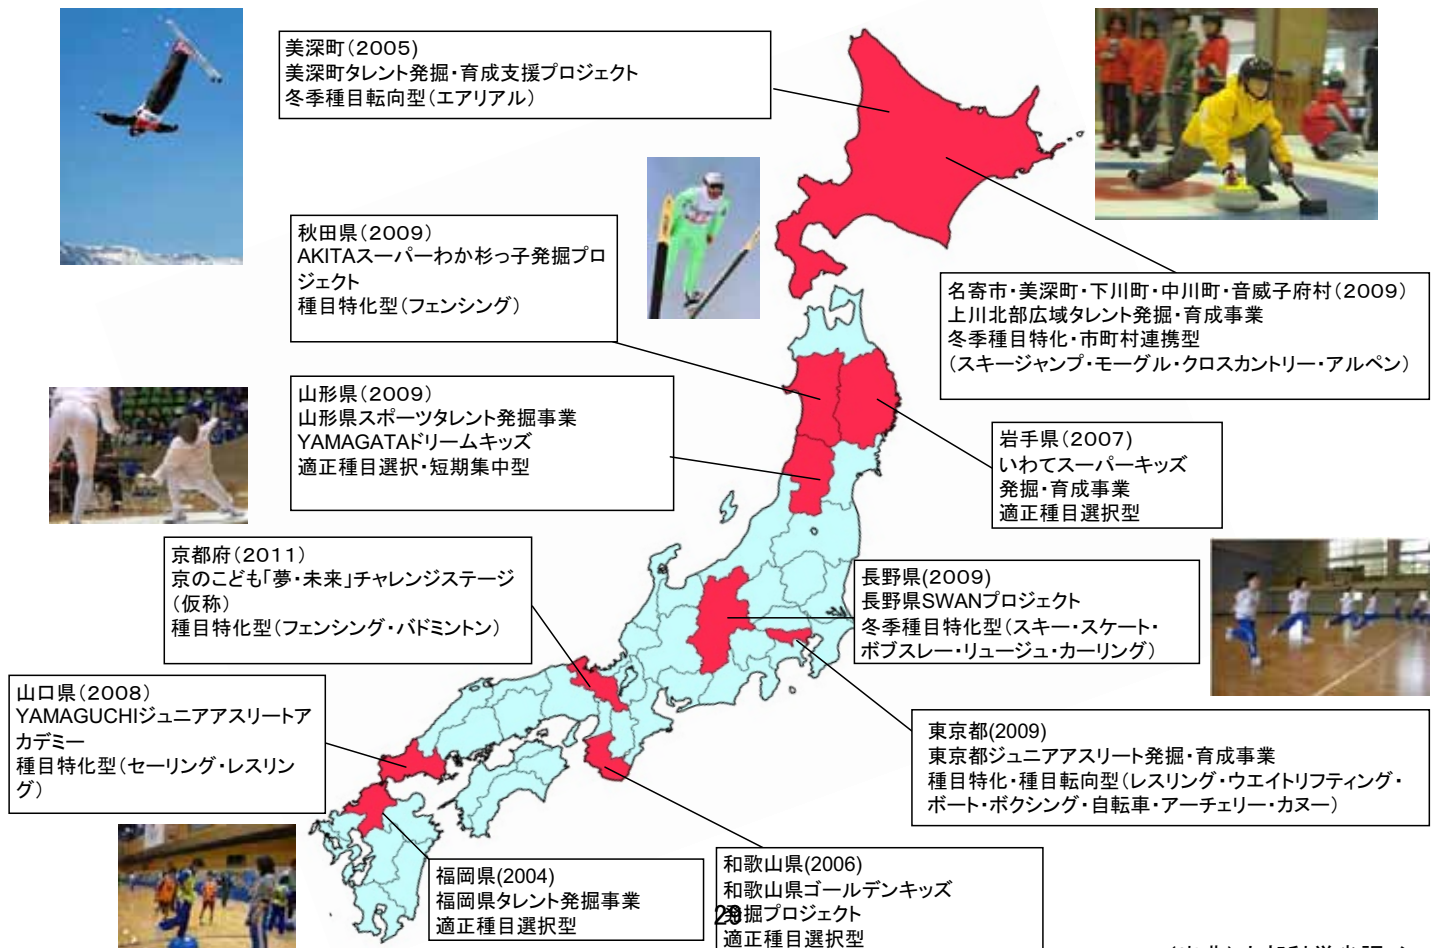 美深町（2005）
美深町タレント発掘・育成支援プロジェクト
冬季種目転向型（エアリアル）
秋田県（2009）
AKITAスーパーわか杉っ子発掘プロ
ジェクト
種目特化型（フェンシング）
名寄市・美深町・下川町・中川町・音威子府村（2009）
上川北部広域タレント発掘・育成事業
冬季種目特化・市町村連携型
（スキージャンプ・モーグル・クロスカントリー・アルペン）
山形県（2009）
山形県スポーツタレント発掘事業
YAMAGATAドリームキッズ
適正種目選択・短期集中型
岩手県（2007）
いわてスーパーキッズ
発掘・育成事業
適正種目選択型
京都府（2011）
京のこども「夢・未来」チャレンジステージ
（仮称）
種目特化型（フェンシング・バドミントン）
長野県(2009)
長野県SWANプロジェクト
冬季種目特化型（スキー・スケート・
ボブスレー・リュージュ・カーリング）
山口県（2008）
YAMAGUCHIジュニアアスリートア
カデミー
種目特化型（セーリング・レスリン
グ）
東京都(2009)
東京都ジュニアアスリート発掘・育成事業
種目特化・種目転向型（レスリング・ウエイトリフティング・
ボート・ボクシング・自転車・アーチェリー・カヌー）
福岡県(2004)
福岡県タレント発掘事業
適正種目選択型
和歌山県(2006)
和歌山県ゴールデンキッズ
発掘プロジェクト
適正種目選択型